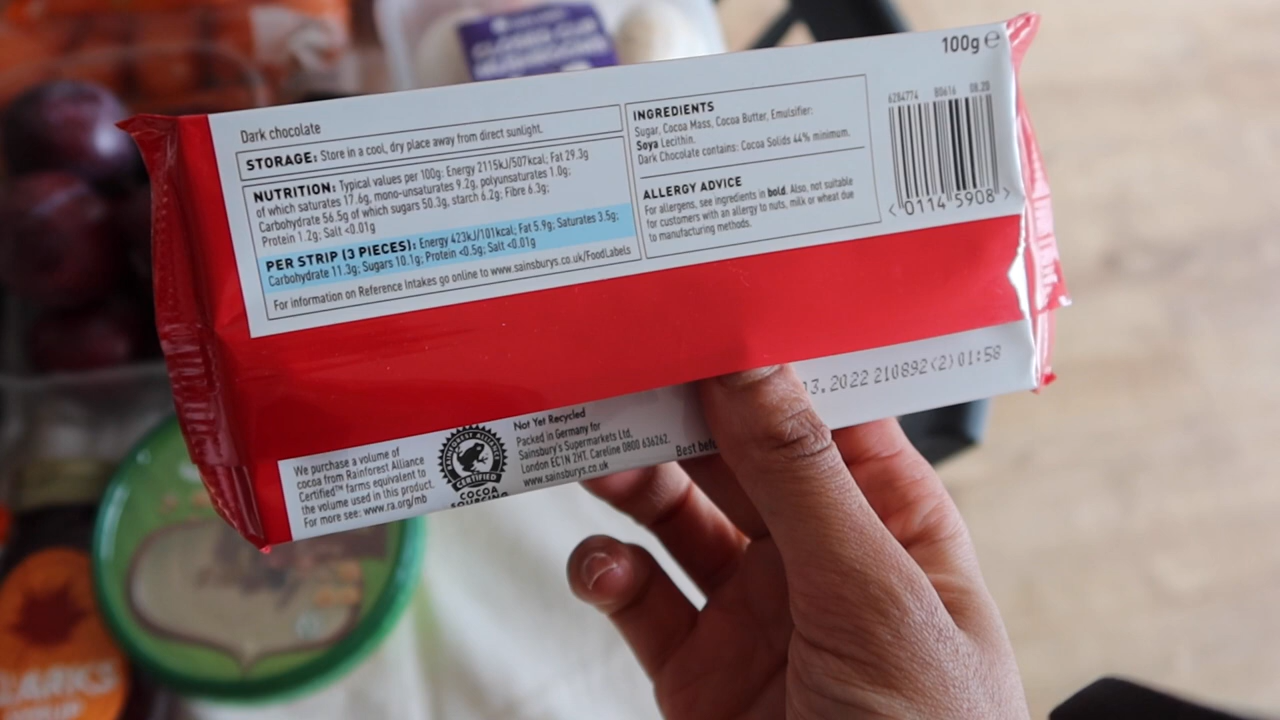 100g ℮
Dark chocolate
STORAGE: Store in a cool, dry place away from direct sunlight.
NUTRITION: Typical values per 100g: Energy 2115kJ/507kcal; Fat 29.3g
of which saturates 17.6g, mono-unsaturates 9.2g, polyunsaturates 1.0g;
Carbohydrate 56.5g of which sugars 50.3g, starch 6.2g; Fibre 6.3g;
Protein 1.2g; Salt <0.01g
PER STRIP (3 PIECES): Energy 423kJ/101kcal; Fat 5.9g; Saturates 3.5g;
Carbohydrate 11.3g; Sugars 10.1g; Protein <0.5g; Salt <0.01g
For information on Reference Intakes go online to www.sainsburys.co.uk/FoodLabels
INGREDIENTS
Sugar, Cocoa Mass, Cocoa Butter, Emulsifier:
Soya Lecithin.
Dark Chocolate contains: Cocoa Solids 44% minimum.
ALLERGY ADVICE
For allergens, see ingredients in bold. Also, not suitable
for customers with an allergy to nuts, milk or wheat due
to manufacturing methods.
6284774 80616 08.20
< 0114 5908 >
3. 2022 210892 (2) 01:58
We purchase a volume of
cocoa from Rainforest Alliance
Certified™ farms equivalent to
the volume used in this product.
For more see: www.ra.org/mb
RAINFOREST ALLIANCE
CERTIFIED
COCOA
SOURCING
Not Yet Recycled
Packed in Germany for
Sainsbury's Supermarkets Ltd,
London EC1N 2HT. Careline 0800 636262.
www.sainsburys.co.uk
Best